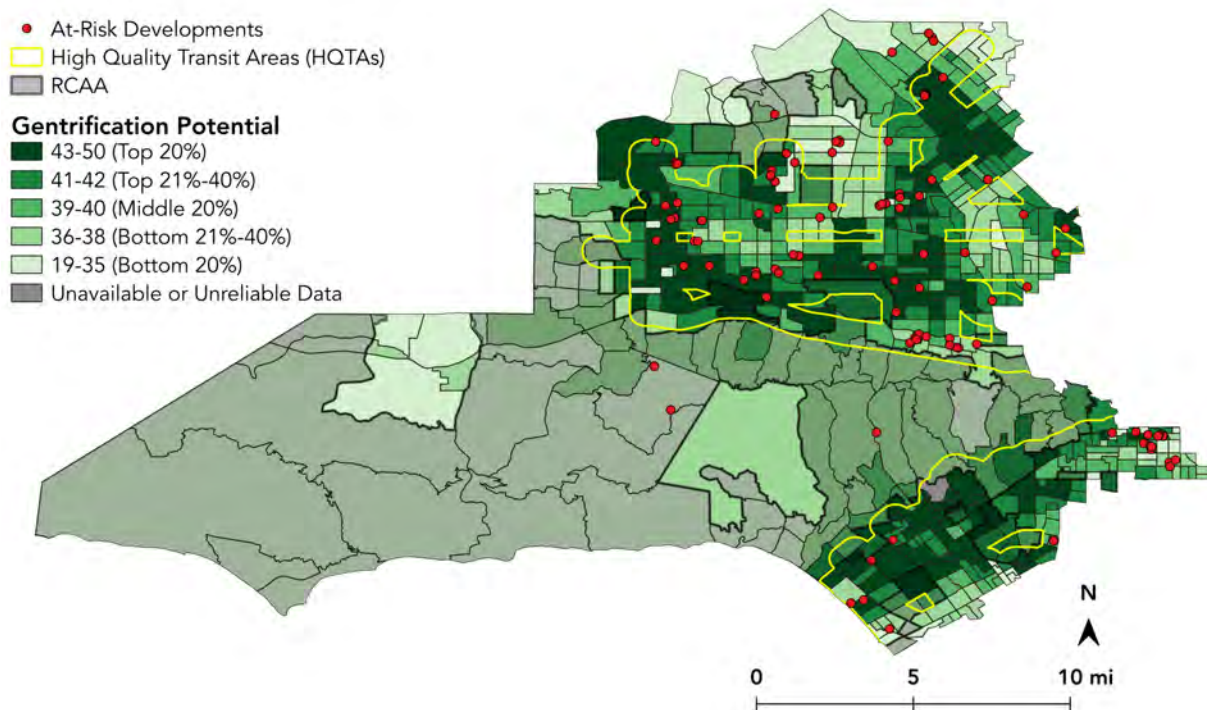 At-Risk Developments
High Quality Transit Areas (HQTAs)
RCAA
Gentrification Potential
43-50 (Top 20%)
41-42 (Top 21%-40%)
39-40 (Middle 20%)
36-38 (Bottom 21%-40%)
19-35 (Bottom 20%)
Unavailable or Unreliable Data
N
0 5 10 mi